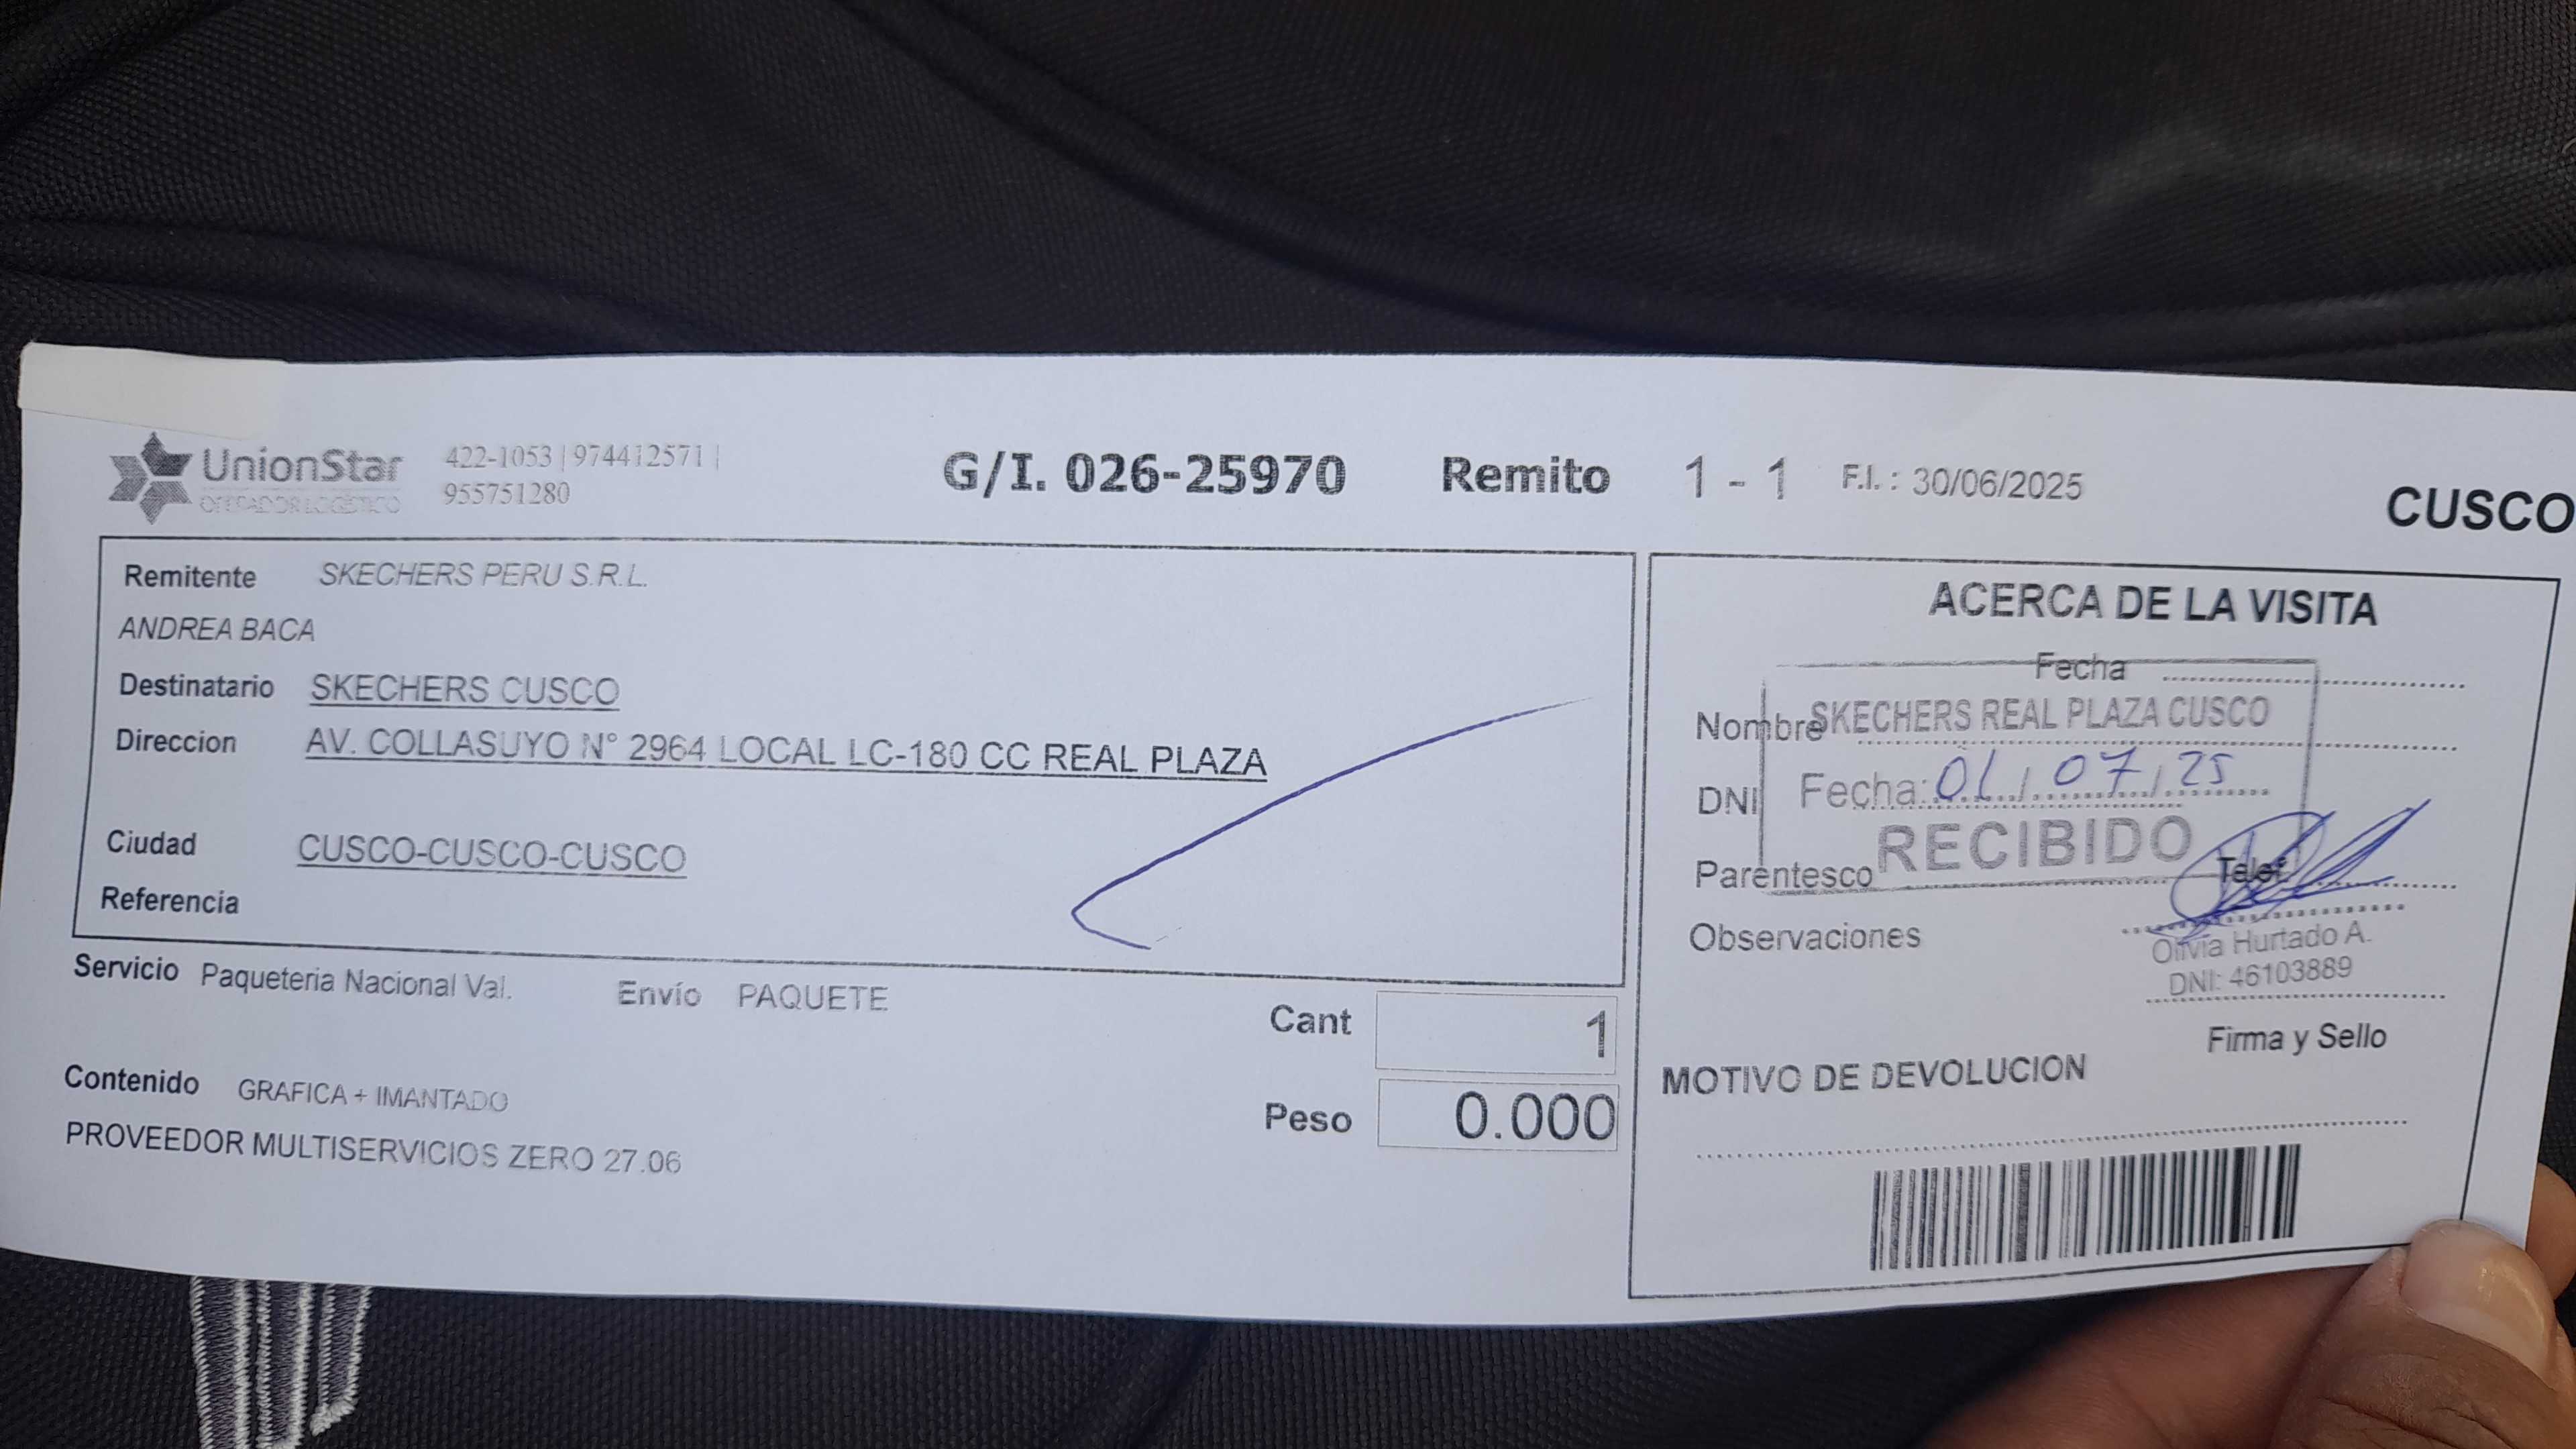 UnionStar
OPERADOR LOGÍSTICO
422-1053 | 974412571 |
955751280
G/I. 026-25970 Remito 1 - 1 F.I. : 30/06/2025
CUSCO
Remitente SKECHERS PERU S.R.L.
ANDREA BACA
Destinatario SKECHERS CUSCO
Direccion AV. COLLASUYO N° 2964 LOCAL LC-180 CC REAL PLAZA
Ciudad CUSCO-CUSCO-CUSCO
Referencia
Servicio Paqueteria Nacional Val. Envío PAQUETE
Cant 1
Contenido GRAFICA + IMANTADO
Peso 0.000
PROVEEDOR MULTISERVICIOS ZERO 27.06
ACERCA DE LA VISITA
Fecha
Nombre
SKECHERS REAL PLAZA CUSCO
DNI
Fecha: 01/07/25
RECIBIDO
Parentesco
Telef.
Observaciones
Olivia Hurtado A.
DNI: 46103889
Firma y Sello
MOTIVO DE DEVOLUCION